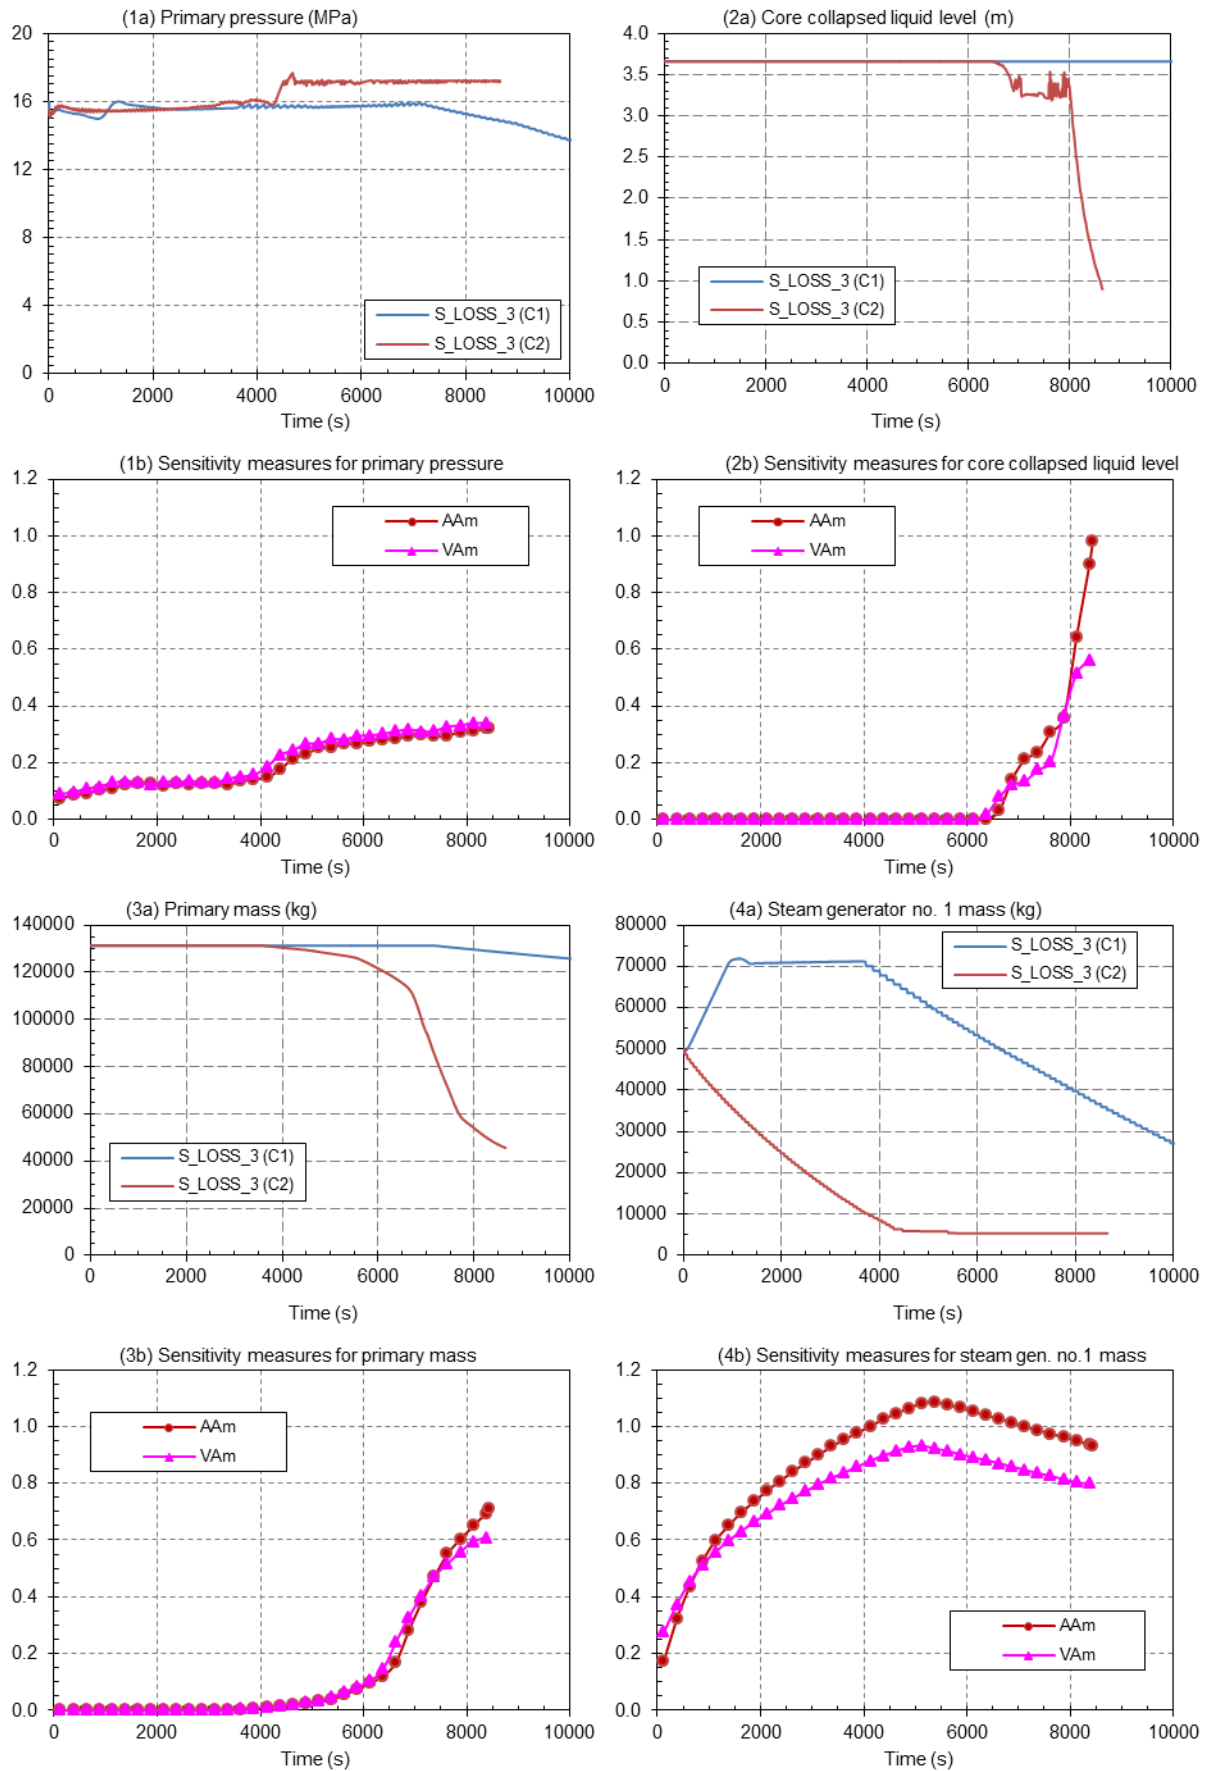 (1a) Primary pressure (MPa)
20
16
12
8
4
0
S_LOSS_3 (C1)
S_LOSS_3 (C2)
0 2000 4000 6000 8000 10000
Time (s)
(2a) Core collapsed liquid level (m)
4.0
3.5
3.0
2.5
2.0
1.5
1.0
0.5
0.0
S_LOSS_3 (C1)
S_LOSS_3 (C2)
0 2000 4000 6000 8000 10000
Time (s)
(1b) Sensitivity measures for primary pressure
1.2
1.0
0.8
0.6
0.4
0.2
0.0
AAm
VAm
0 2000 4000 6000 8000 10000
Time (s)
(2b) Sensitivity measures for core collapsed liquid level
1.2
1.0
0.8
0.6
0.4
0.2
0.0
AAm
VAm
0 2000 4000 6000 8000 10000
Time (s)
(3a) Primary mass (kg)
140000
120000
100000
80000
60000
40000
20000
0
S_LOSS_3 (C1)
S_LOSS_3 (C2)
0 2000 4000 6000 8000 10000
Time (s)
(4a) Steam generator no. 1 mass (kg)
80000
70000
60000
50000
40000
30000
20000
10000
0
S_LOSS_3 (C1)
S_LOSS_3 (C2)
0 2000 4000 6000 8000 10000
Time (s)
(3b) Sensitivity measures for primary mass
1.2
1.0
0.8
0.6
0.4
0.2
0.0
AAm
VAm
0 2000 4000 6000 8000 10000
Time (s)
(4b) Sensitivity measures for steam gen. no.1 mass
1.2
1.0
0.8
0.6
0.4
0.2
0.0
AAm
VAm
0 2000 4000 6000 8000 10000
Time (s)